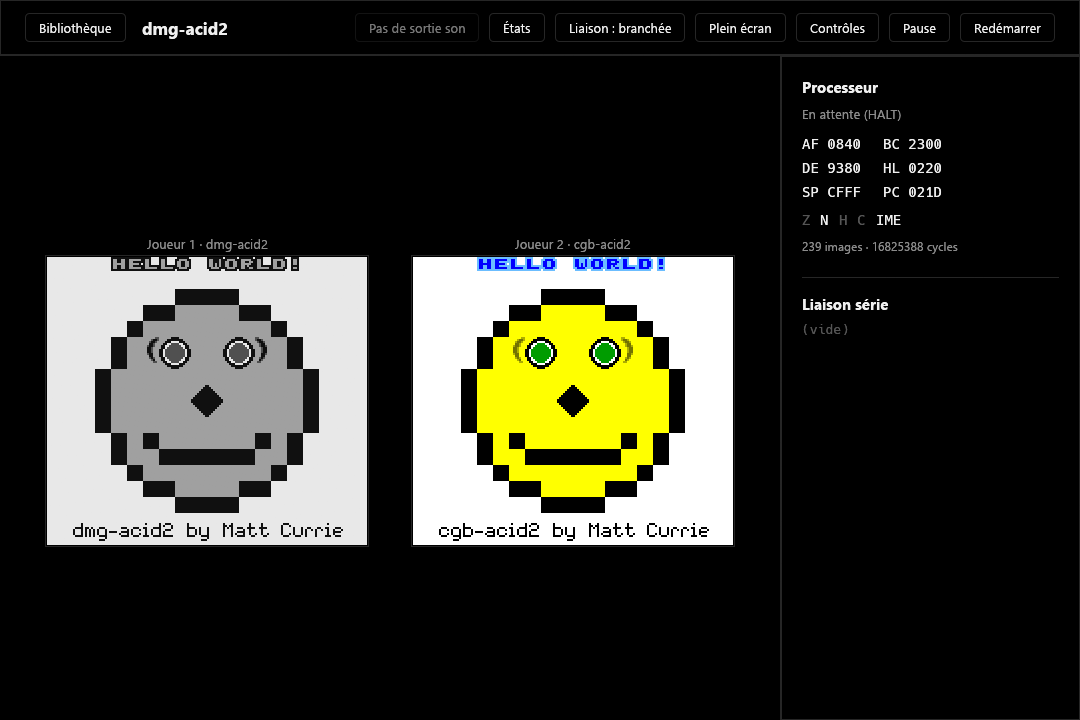 Bibliothèque dmg-acid2 Pas de sortie son États Liaison : branchée Plein écran Contrôles Pause Redémarrer
Joueur 1 · dmg-acid2
HELLO WORLD!
dmg-acid2 by Matt Currie
Joueur 2 · cgb-acid2
HELLO WORLD!
cgb-acid2 by Matt Currie
Processeur
En attente (HALT)
AF 0840 BC 2300
DE 9380 HL 0220
SP CFFF PC 021D
Z N H C IME
239 images · 16825388 cycles
Liaison série
(vide)